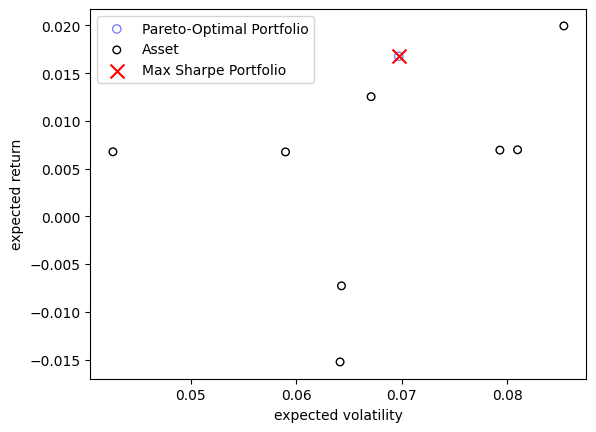 0.020
0.015
0.010
0.005
0.000
−0.005
−0.010
−0.015
expected return
Pareto-Optimal Portfolio
Asset
Max Sharpe Portfolio
0.05 0.06 0.07 0.08
expected volatility